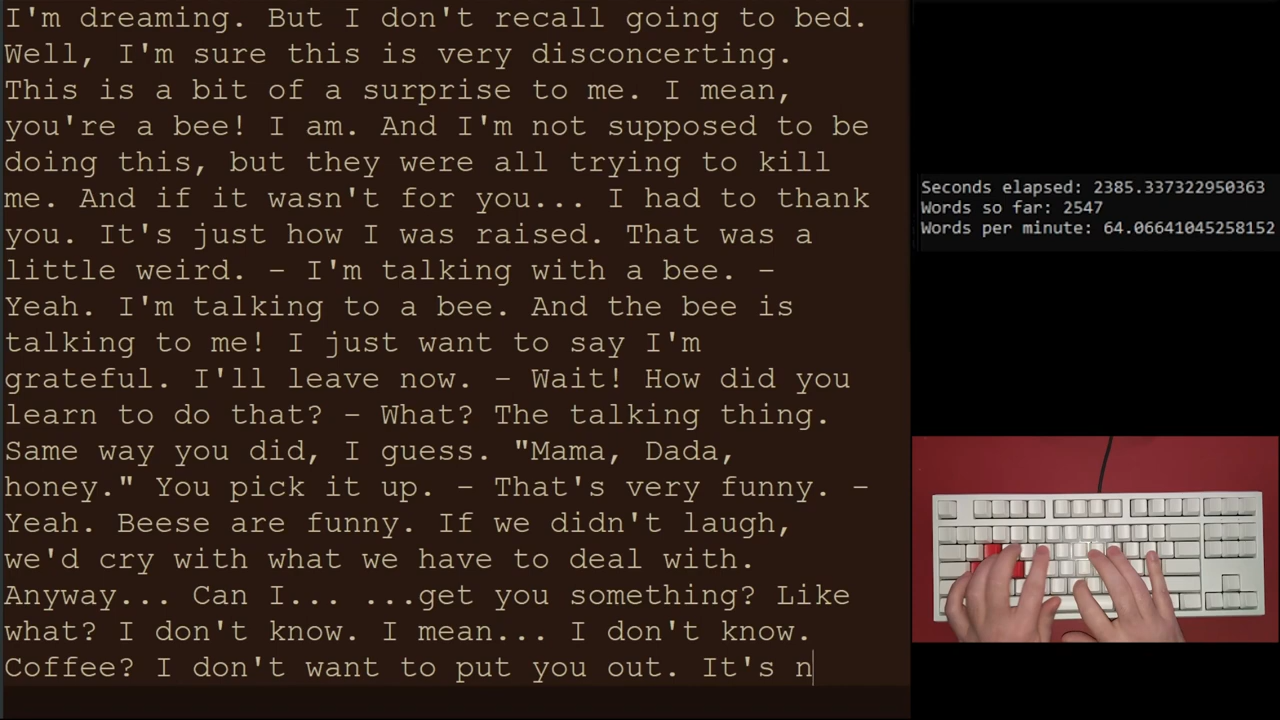 I'm dreaming. But I don't recall going to bed.
Well, I'm sure this is very disconcerting.
This is a bit of a surprise to me. I mean,
you're a bee! I am. And I'm not supposed to be
doing this, but they were all trying to kill
me. And if it wasn't for you... I had to thank
you. It's just how I was raised. That was a
little weird. - I'm talking with a bee. -
Yeah. I'm talking to a bee. And the bee is
talking to me! I just want to say I'm
grateful. I'll leave now. - Wait! How did you
learn to do that? - What? The talking thing.
Same way you did, I guess. "Mama, Dada,
honey." You pick it up. - That's very funny. -
Yeah. Beese are funny. If we didn't laugh,
we'd cry with what we have to deal with.
Anyway... Can I... ...get you something? Like
what? I don't know. I mean... I don't know.
Coffee? I don't want to put you out. It's n
Seconds elapsed: 2385.337322950363
Words so far: 2547
Words per minute: 64.06641045258152